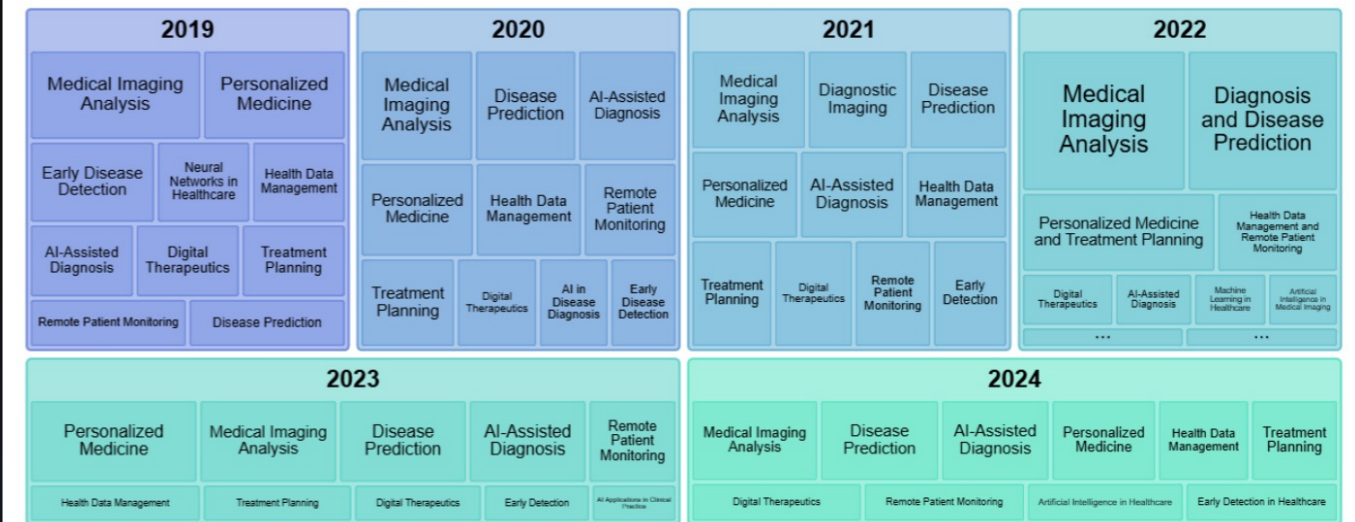 2019
Medical Imaging
Analysis
Personalized
Medicine
Early Disease
Detection
Neural
Networks in
Healthcare
Health Data
Management
AI-Assisted
Diagnosis
Digital
Therapeutics
Treatment
Planning
Remote Patient Monitoring
Disease Prediction
2020
Medical
Imaging
Analysis
Disease
Prediction
AI-Assisted
Diagnosis
Personalized
Medicine
Health Data
Management
Remote
Patient
Monitoring
Treatment
Planning
Digital
Therapeutics
AI in
Disease
Diagnosis
Early
Disease
Detection
2021
Medical
Imaging
Analysis
Diagnostic
Imaging
Disease
Prediction
Personalized
Medicine
AI-Assisted
Diagnosis
Health Data
Management
Treatment
Planning
Digital
Therapeutics
Remote
Patient
Monitoring
Early
Detection
2022
Medical
Imaging
Analysis
Diagnosis
and Disease
Prediction
Personalized Medicine
and Treatment Planning
Health Data
Management and
Remote Patient
Monitoring
Digital
Therapeutics
AI-Assisted
Diagnosis
Machine
Learning in
Healthcare
Artificial
Intelligence in
Medical Imaging
...
...
2023
Personalized
Medicine
Medical Imaging
Analysis
Disease
Prediction
AI-Assisted
Diagnosis
Remote
Patient
Monitoring
Health Data Management
Treatment Planning
Digital Therapeutics
Early Detection
AI Applications in Clinical
Practice
2024
Medical Imaging
Analysis
Disease
Prediction
AI-Assisted
Diagnosis
Personalized
Medicine
Health Data
Management
Treatment
Planning
Digital Therapeutics
Remote Patient Monitoring
Artificial Intelligence in Healthcare
Early Detection in Healthcare